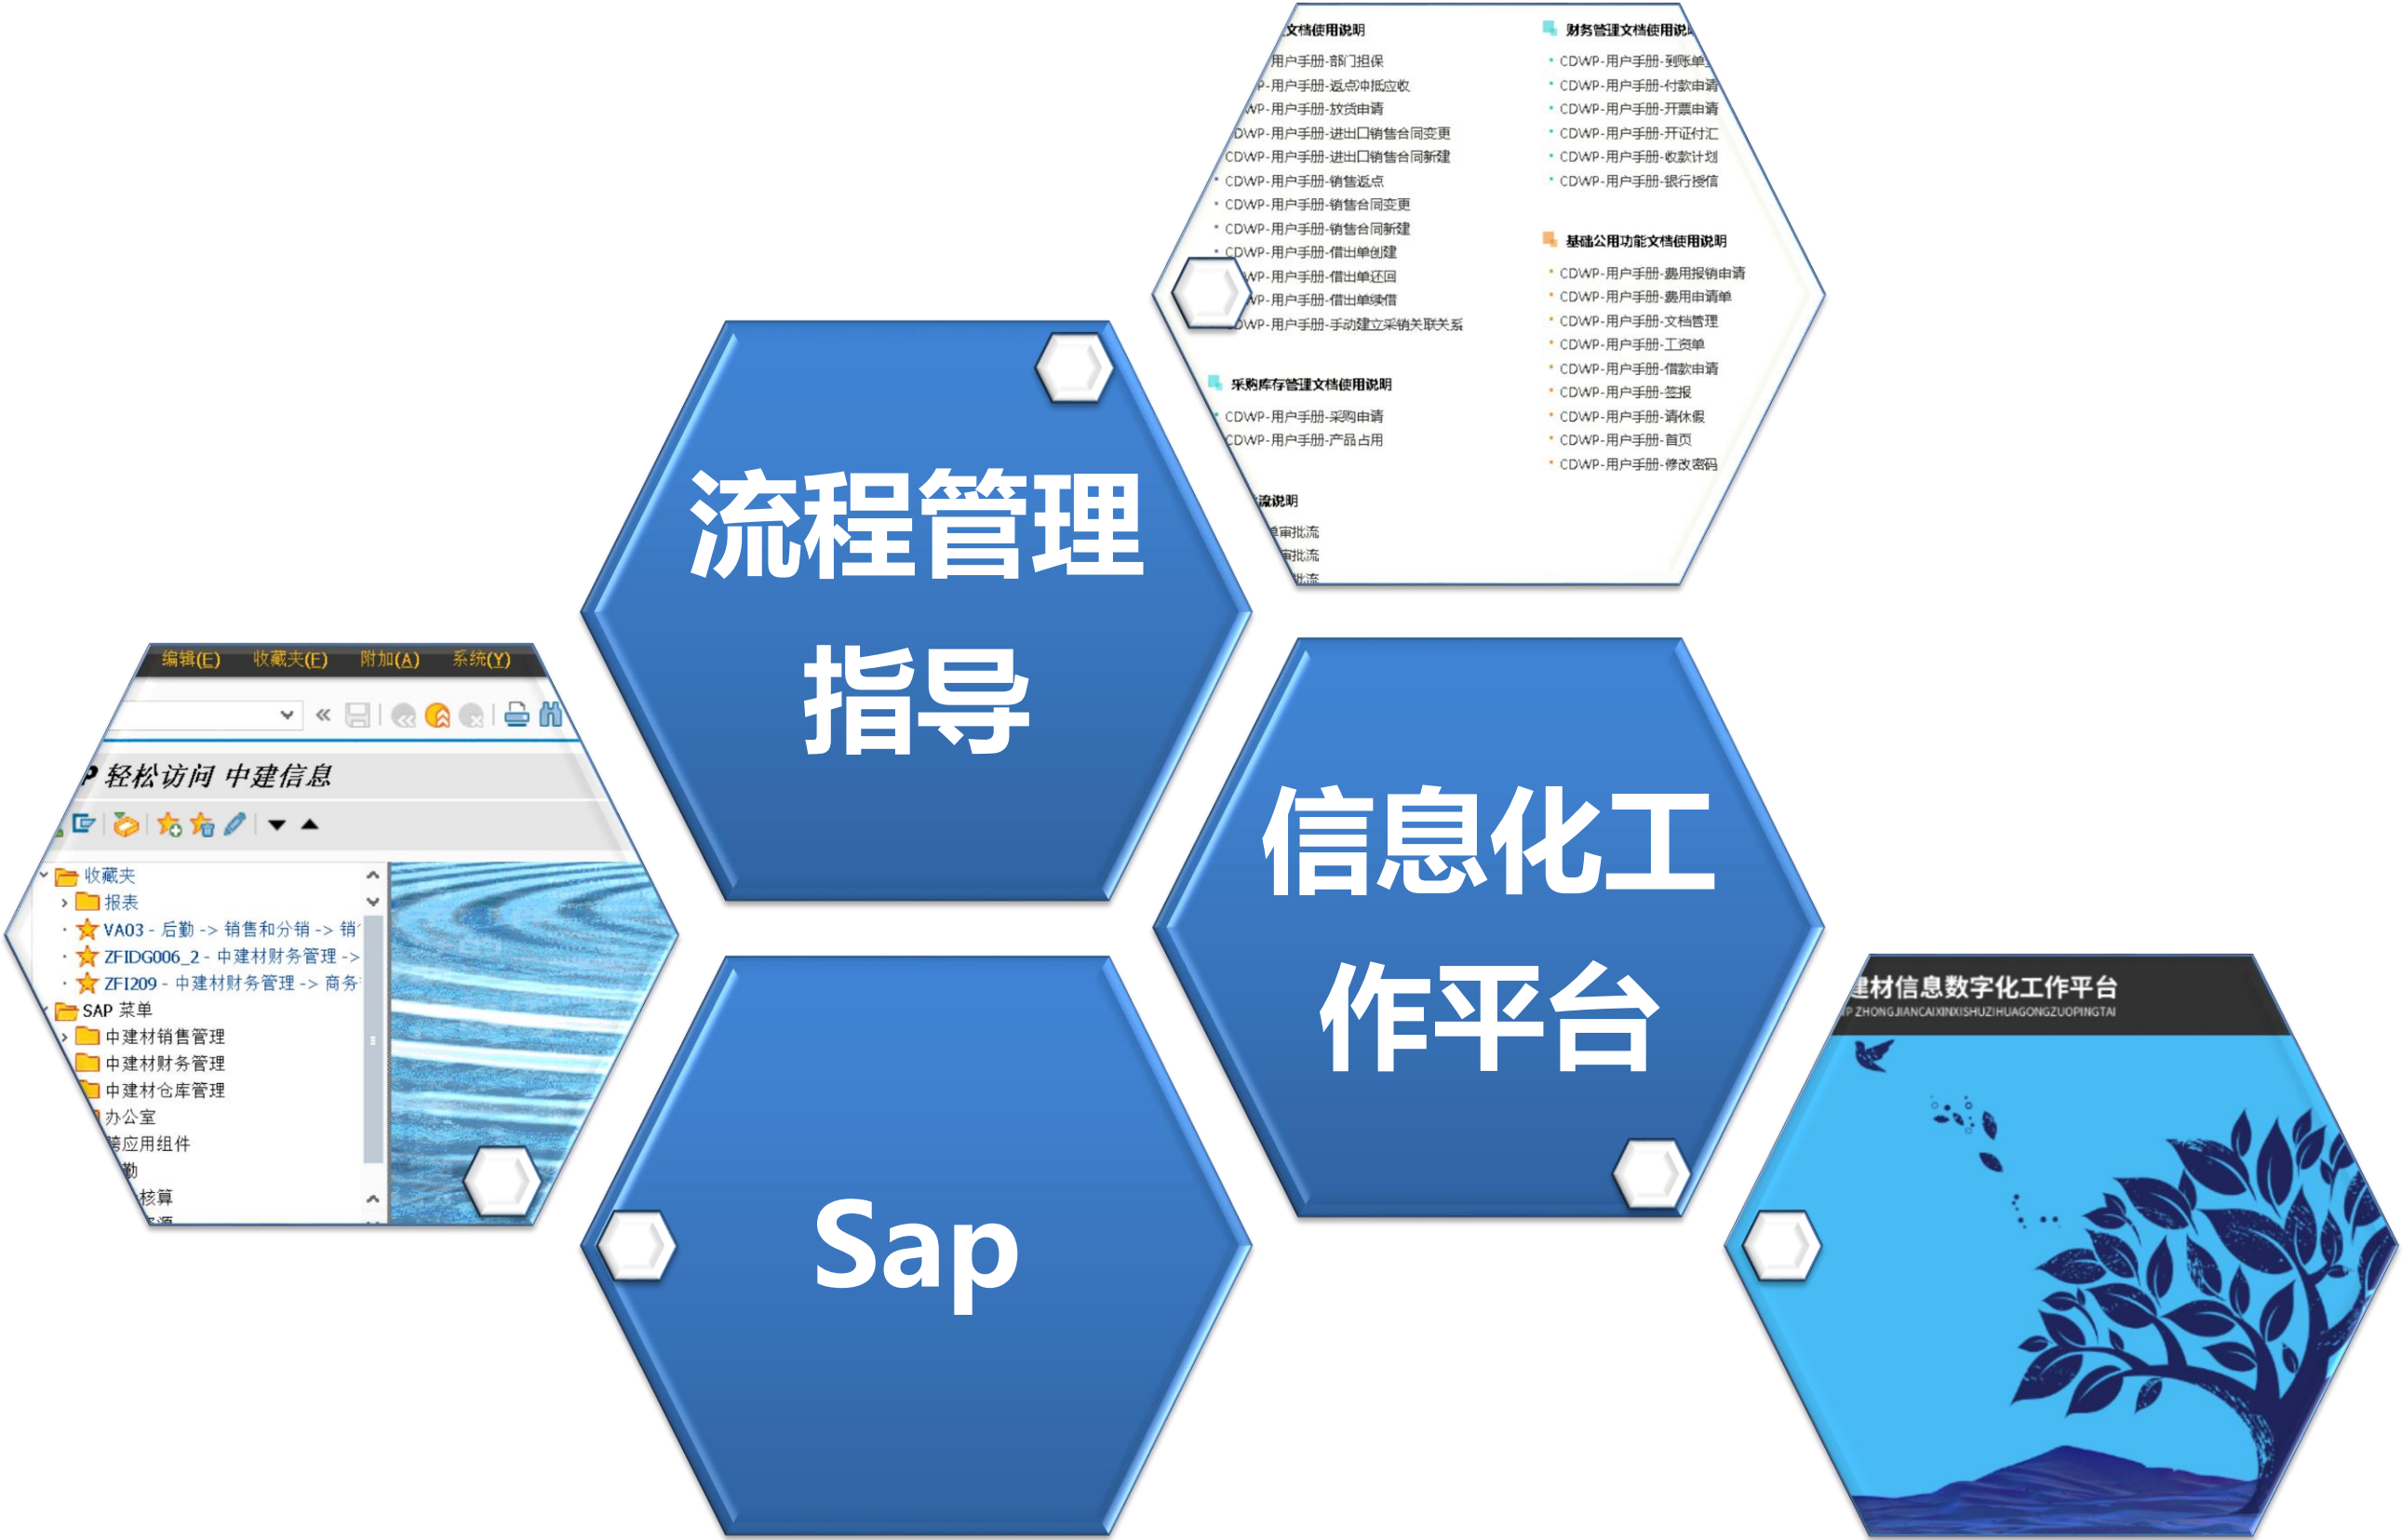 文档使用说明
用户手册-部门担保
P-用户手册-返点冲抵应收
WP-用户手册-放货申请
DWP-用户手册-进出口销售合同变更
CDWP-用户手册-进出口销售合同新建
CDWP-用户手册-销售返点
CDWP-用户手册-销售合同变更
CDWP-用户手册-销售合同新建
CDWP-用户手册-借出单创建
WP-用户手册-借出单还回
WP-用户手册-借出单续借
DWP-用户手册-手动建立采销关联关系
采购库存管理文档使用说明
CDWP-用户手册-采购申请
CDWP-用户手册-产品占用
流说明
单审批流
审批流
批流
财务管理文档使用说明
CDWP-用户手册-到账单
CDWP-用户手册-付款申请
CDWP-用户手册-开票申请
CDWP-用户手册-开证付汇
CDWP-用户手册-收款计划
CDWP-用户手册-银行授信
基础公用功能文档使用说明
CDWP-用户手册-费用报销申请
CDWP-用户手册-费用申请单
CDWP-用户手册-文档管理
CDWP-用户手册-工资单
CDWP-用户手册-借款申请
CDWP-用户手册-签报
CDWP-用户手册-请休假
CDWP-用户手册-首页
CDWP-用户手册-修改密码
流程管理
指导
编辑(E) 收藏夹(F) 附加(A) 系统(Y)
P 轻松访问 中建信息
收藏夹
报表
VA03 - 后勤 -> 销售和分销 -> 销
ZFIDG006_2 - 中建材财务管理 ->
ZFI209 - 中建材财务管理 -> 商务
SAP 菜单
中建材销售管理
中建材财务管理
中建材仓库管理
办公室
跨应用组件
勤
核算
信息化工
作平台
Sap
建材信息数字化工作平台
P ZHONGJIANCAIXINXISHUZIHUAGONGZUOPINGTAI